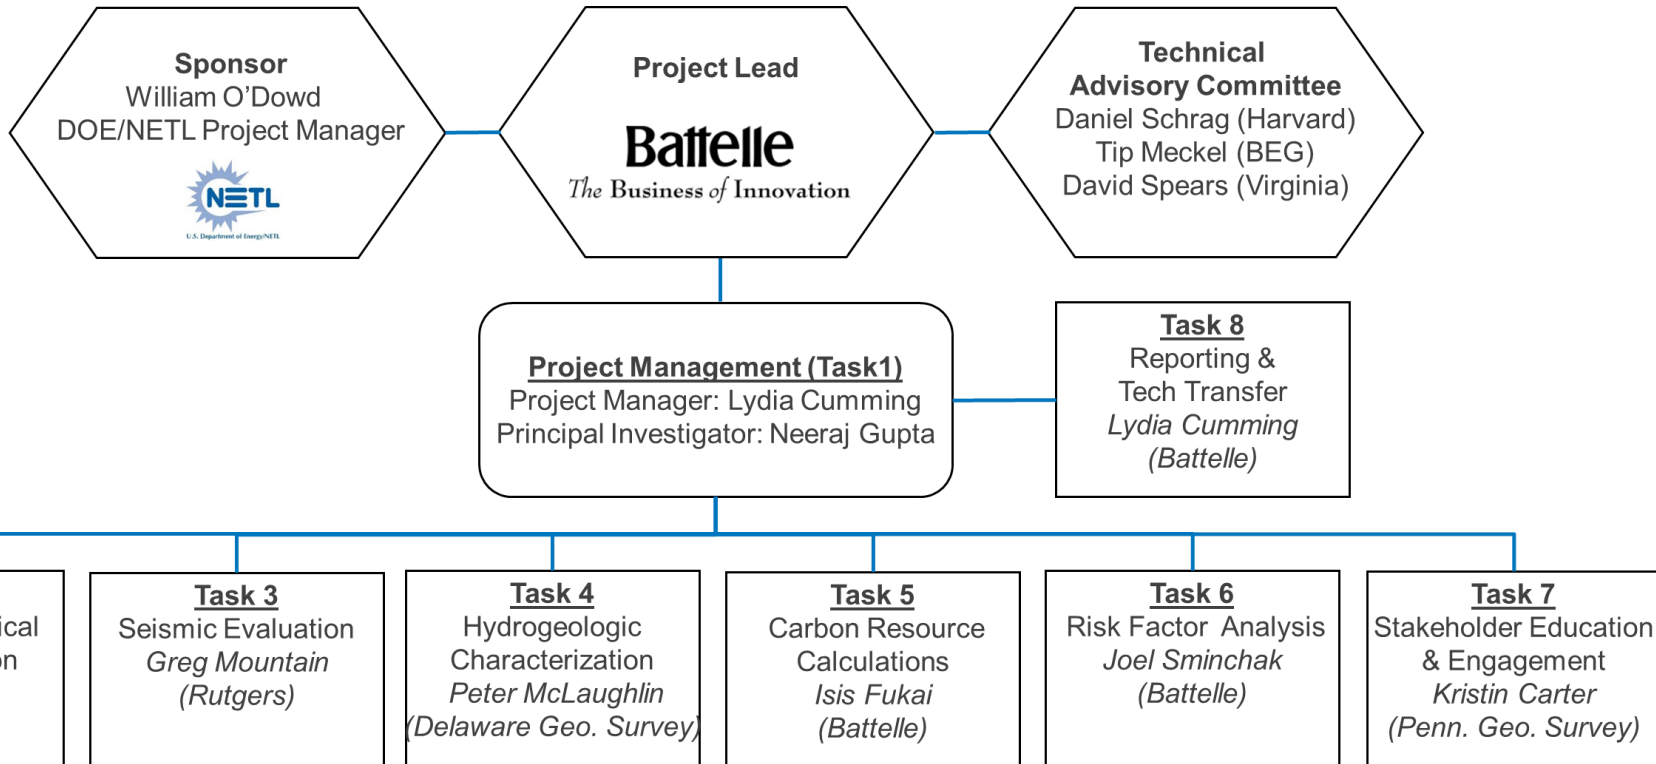 Sponsor
William O’Dowd
DOE/NETL Project Manager
NETL
U.S. Department of Energy/NETL
Project Lead
Battelle
The Business of Innovation
Technical
Advisory Committee
Daniel Schrag (Harvard)
Tip Meckel (BEG)
David Spears (Virginia)
Project Management (Task1)
Project Manager: Lydia Cumming
Principal Investigator: Neeraj Gupta
Task 8
Reporting &
Tech Transfer
Lydia Cumming
(Battelle)
Task 3
Seismic Evaluation
Greg Mountain
(Rutgers)
Task 4
Hydrogeologic
Characterization
Peter McLaughlin
(Delaware Geo. Survey)
Task 5
Carbon Resource
Calculations
Isis Fukai
(Battelle)
Task 6
Risk Factor Analysis
Joel Sminchak
(Battelle)
Task 7
Stakeholder Education
& Engagement
Kristin Carter
(Penn. Geo. Survey)